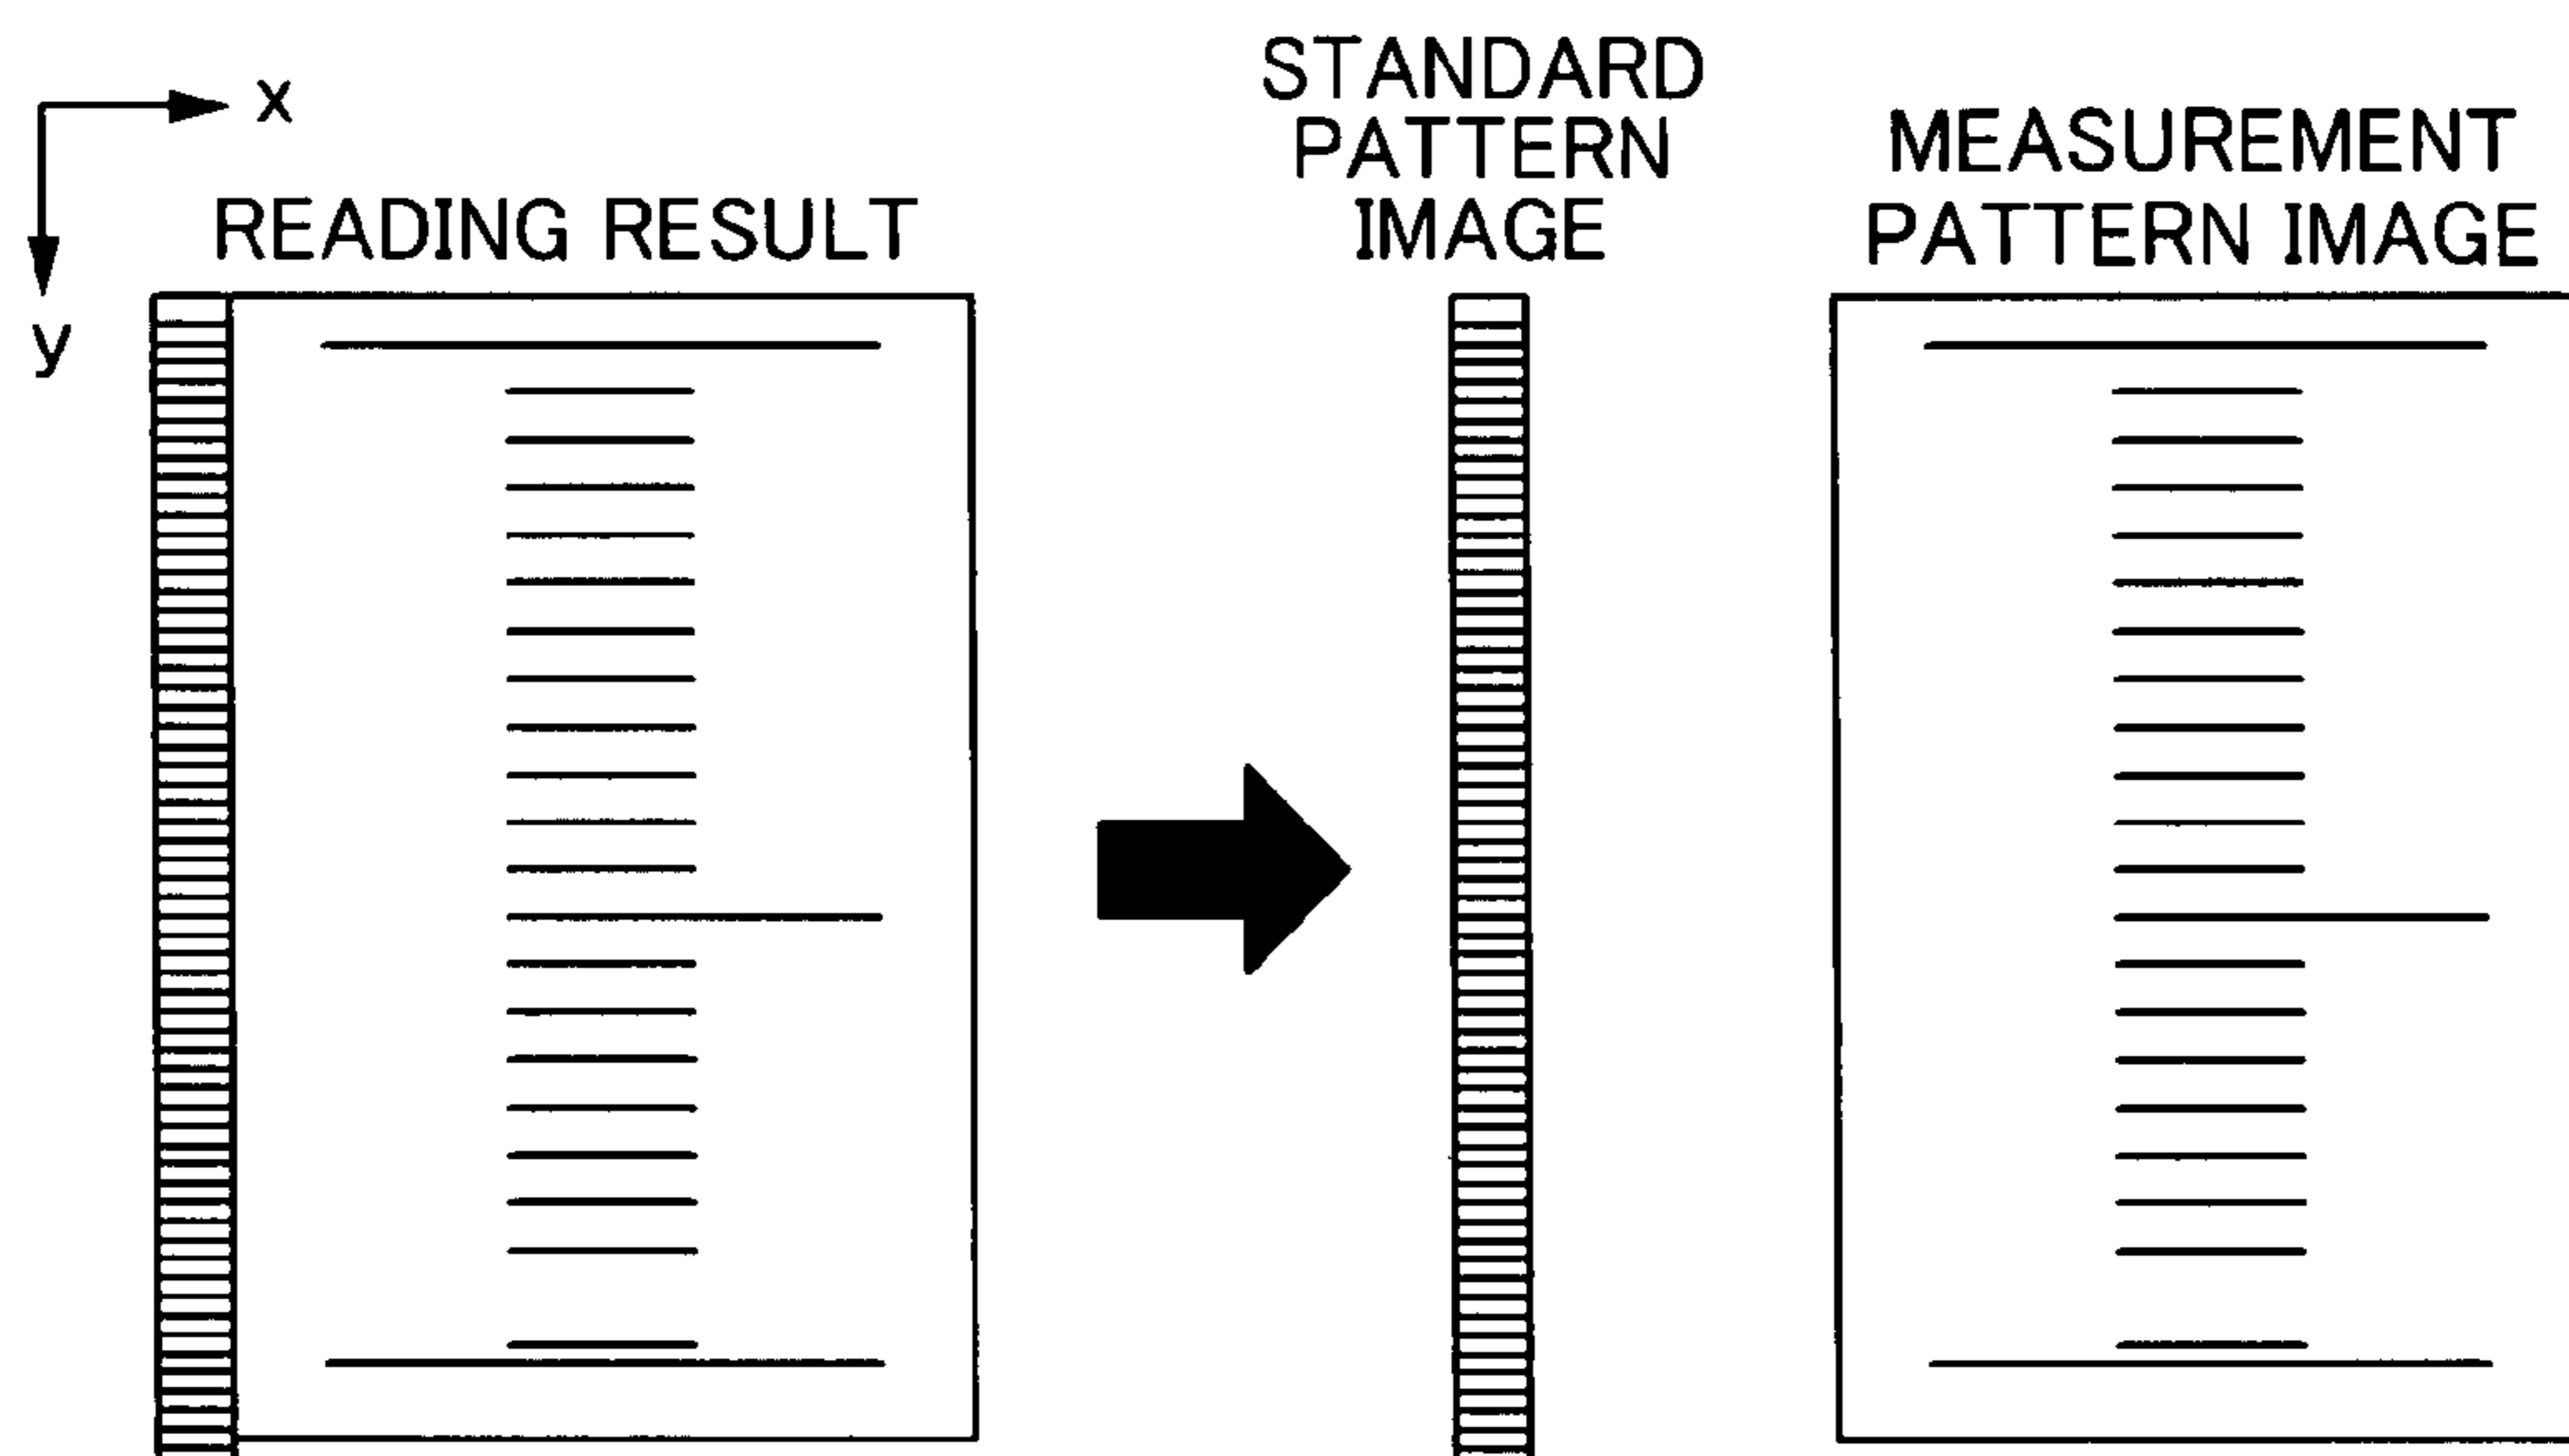 x
y
READING RESULT
STANDARD
PATTERN
IMAGE
MEASUREMENT
PATTERN IMAGE